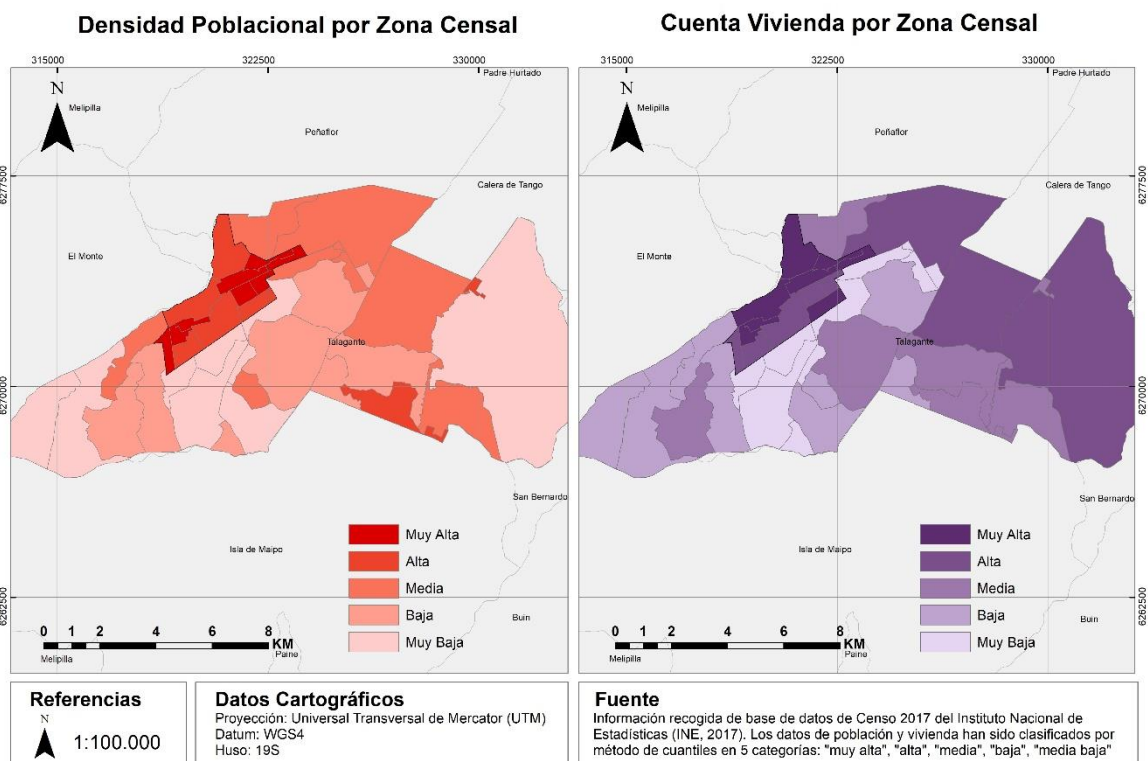 Densidad Poblacional por Zona Censal
315000 322500 330000
N
Padre Hurtado
Melipilla
Peñaflor
Calera de Tango
6277500
El Monte
Talagante
6270000
San Bernardo
Isla de Maipo
6262500
Buin
Muy Alta
Alta
Media
Baja
Muy Baja
0 1 2 4 6 8
KM
Melipilla
Paine
Cuenta Vivienda por Zona Censal
315000 322500 330000
N
Padre Hurtado
Melipilla
Peñaflor
Calera de Tango
6277500
El Monte
Talagante
6270000
San Bernardo
Isla de Maipo
6262500
Buin
Muy Alta
Alta
Media
Baja
Muy Baja
0 1 2 4 6 8
KM
Melipilla
Paine
Referencias
N
1:100.000
Datos Cartográficos
Proyección: Universal Transversal de Mercator (UTM)
Datum: WGS4
Huso: 19S
Fuente
Información recogida de base de datos de Censo 2017 del Instituto Nacional de
Estadísticas (INE, 2017). Los datos de población y vivienda han sido clasificados por
método de cuantiles en 5 categorías: "muy alta", "alta", "media", "baja", "media baja"